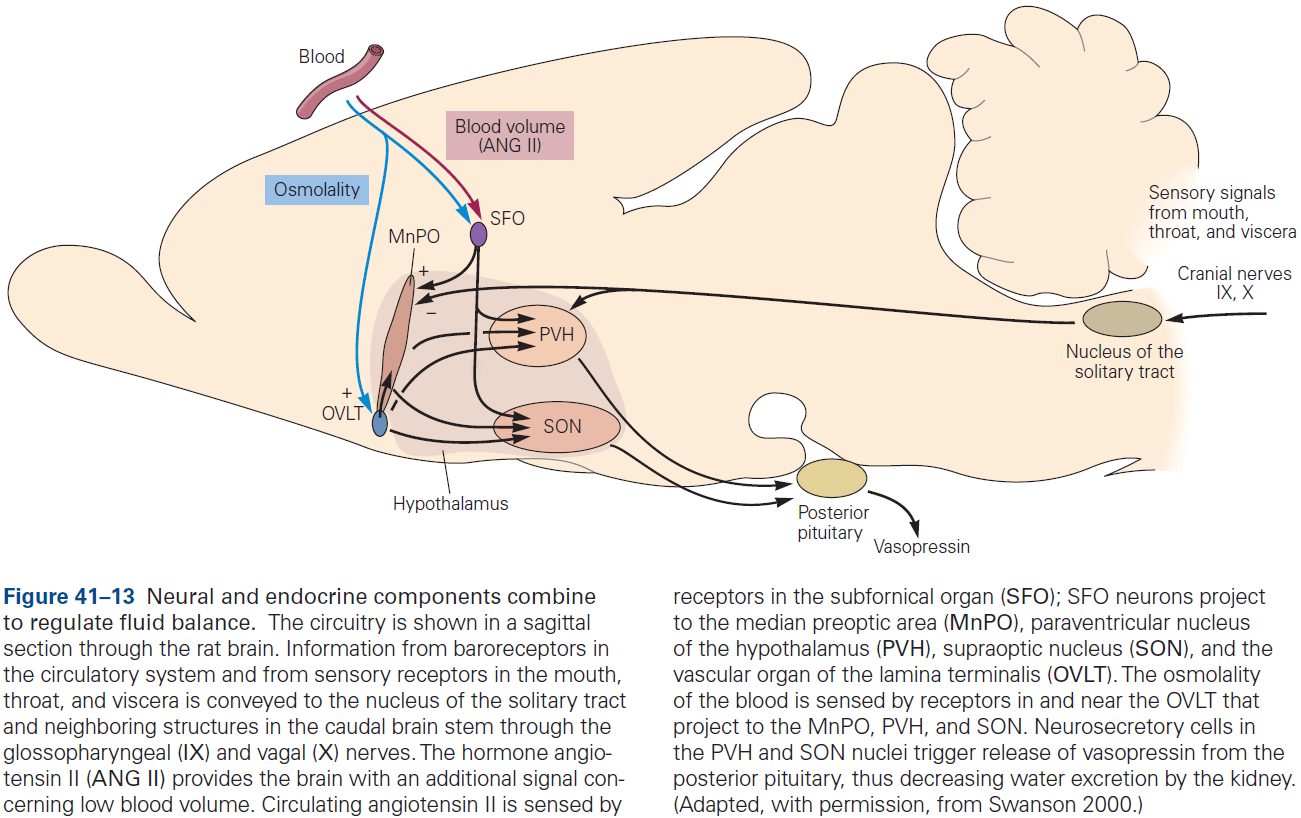 Blood
Blood volume
(ANG II)
Osmolality
SFO
MnPO
+
−
PVH
+
OVLT
SON
Hypothalamus
Sensory signals
from mouth,
throat, and viscera
Cranial nerves
IX, X
Nucleus of the
solitary tract
Posterior
pituitary
Vasopressin
Figure 41–13 Neural and endocrine components combine
to regulate fluid balance. The circuitry is shown in a sagittal
section through the rat brain. Information from baroreceptors in
the circulatory system and from sensory receptors in the mouth,
throat, and viscera is conveyed to the nucleus of the solitary tract
and neighboring structures in the caudal brain stem through the
glossopharyngeal (IX) and vagal (X) nerves. The hormone angio-
tensin II (ANG II) provides the brain with an additional signal con-
cerning low blood volume. Circulating angiotensin II is sensed by
receptors in the subfornical organ (SFO); SFO neurons project
to the median preoptic area (MnPO), paraventricular nucleus
of the hypothalamus (PVH), supraoptic nucleus (SON), and the
vascular organ of the lamina terminalis (OVLT). The osmolality
of the blood is sensed by receptors in and near the OVLT that
project to the MnPO, PVH, and SON. Neurosecretory cells in
the PVH and SON nuclei trigger release of vasopressin from the
posterior pituitary, thus decreasing water excretion by the kidney.
(Adapted, with permission, from Swanson 2000.)